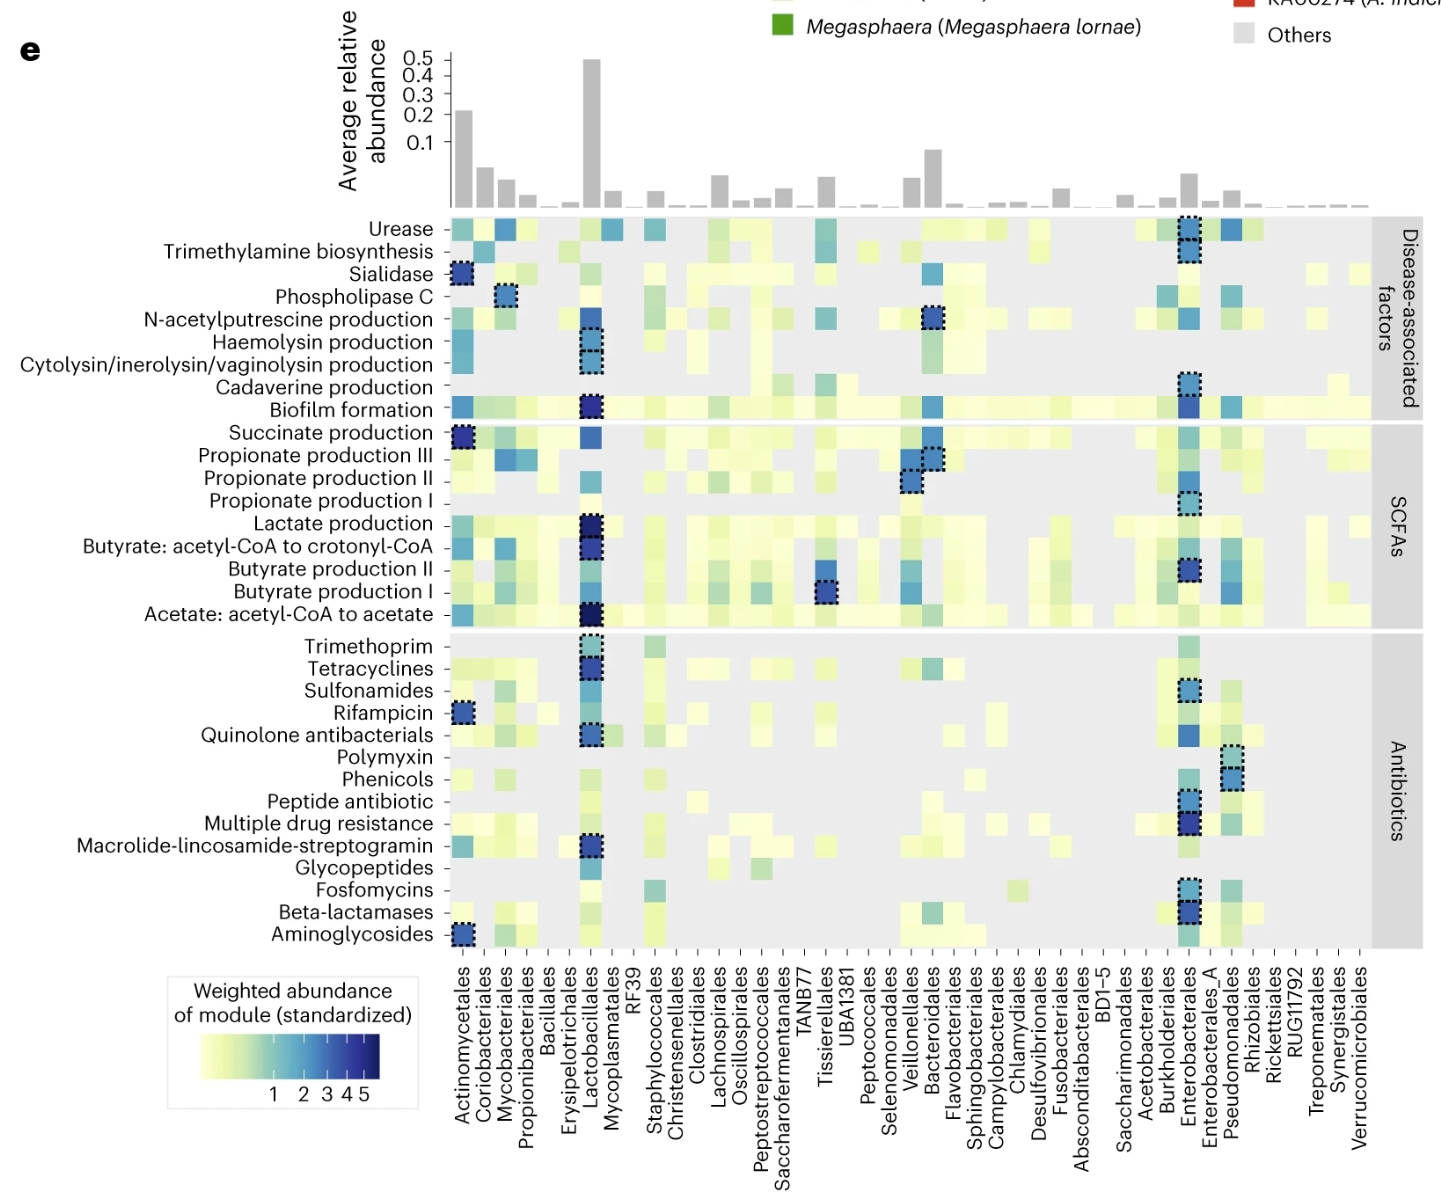 Megasphaera (Megasphaera lornae)
Others
e
Average relative
abundance
0.5
0.4
0.3
0.2
0.1
Urease
Trimethylamine biosynthesis
Sialidase
Phospholipase C
N-acetylputrescine production
Haemolysin production
Cytolysin/inerolysin/vaginolysin production
Cadaverine production
Biofilm formation
Disease-associated
factors
Succinate production
Propionate production III
Propionate production II
Propionate production I
Lactate production
Butyrate: acetyl-CoA to crotonyl-CoA
Butyrate production II
Butyrate production I
Acetate: acetyl-CoA to acetate
SCFAs
Trimethoprim
Tetracyclines
Sulfonamides
Rifampicin
Quinolone antibacterials
Polymyxin
Phenicols
Peptide antibiotic
Multiple drug resistance
Macrolide-lincosamide-streptogramin
Glycopeptides
Fosfomycins
Beta-lactamases
Aminoglycosides
Antibiotics
Actinomycetales
Coriobacteriales
Mycobacteriales
Propionibacteriales
Bacillales
Erysipelotrichales
Lactobacillales
Mycoplasmatales
RF39
Staphylococcales
Christensenellales
Clostridiales
Lachnospirales
Oscillospirales
Peptostreptococcales
Saccharofermentanales
TANB77
Tissierellales
UBA1381
Peptococcales
Selenomonadales
Veillonellales
Bacteroidales
Flavobacteriales
Sphingobacteriales
Campylobacterales
Chlamydiales
Desulfovibrionales
Fusobacteriales
Absconditabacterales
BD1–5
Saccharimonadales
Acetobacterales
Burkholderiales
Enterobacterales
Enterobacterales_A
Pseudomonadales
Rhizobiales
Rickettsiales
RUG11792
Treponematales
Synergistales
Verrucomicrobiales
Weighted abundance
of module (standardized)
1 2 3 4 5